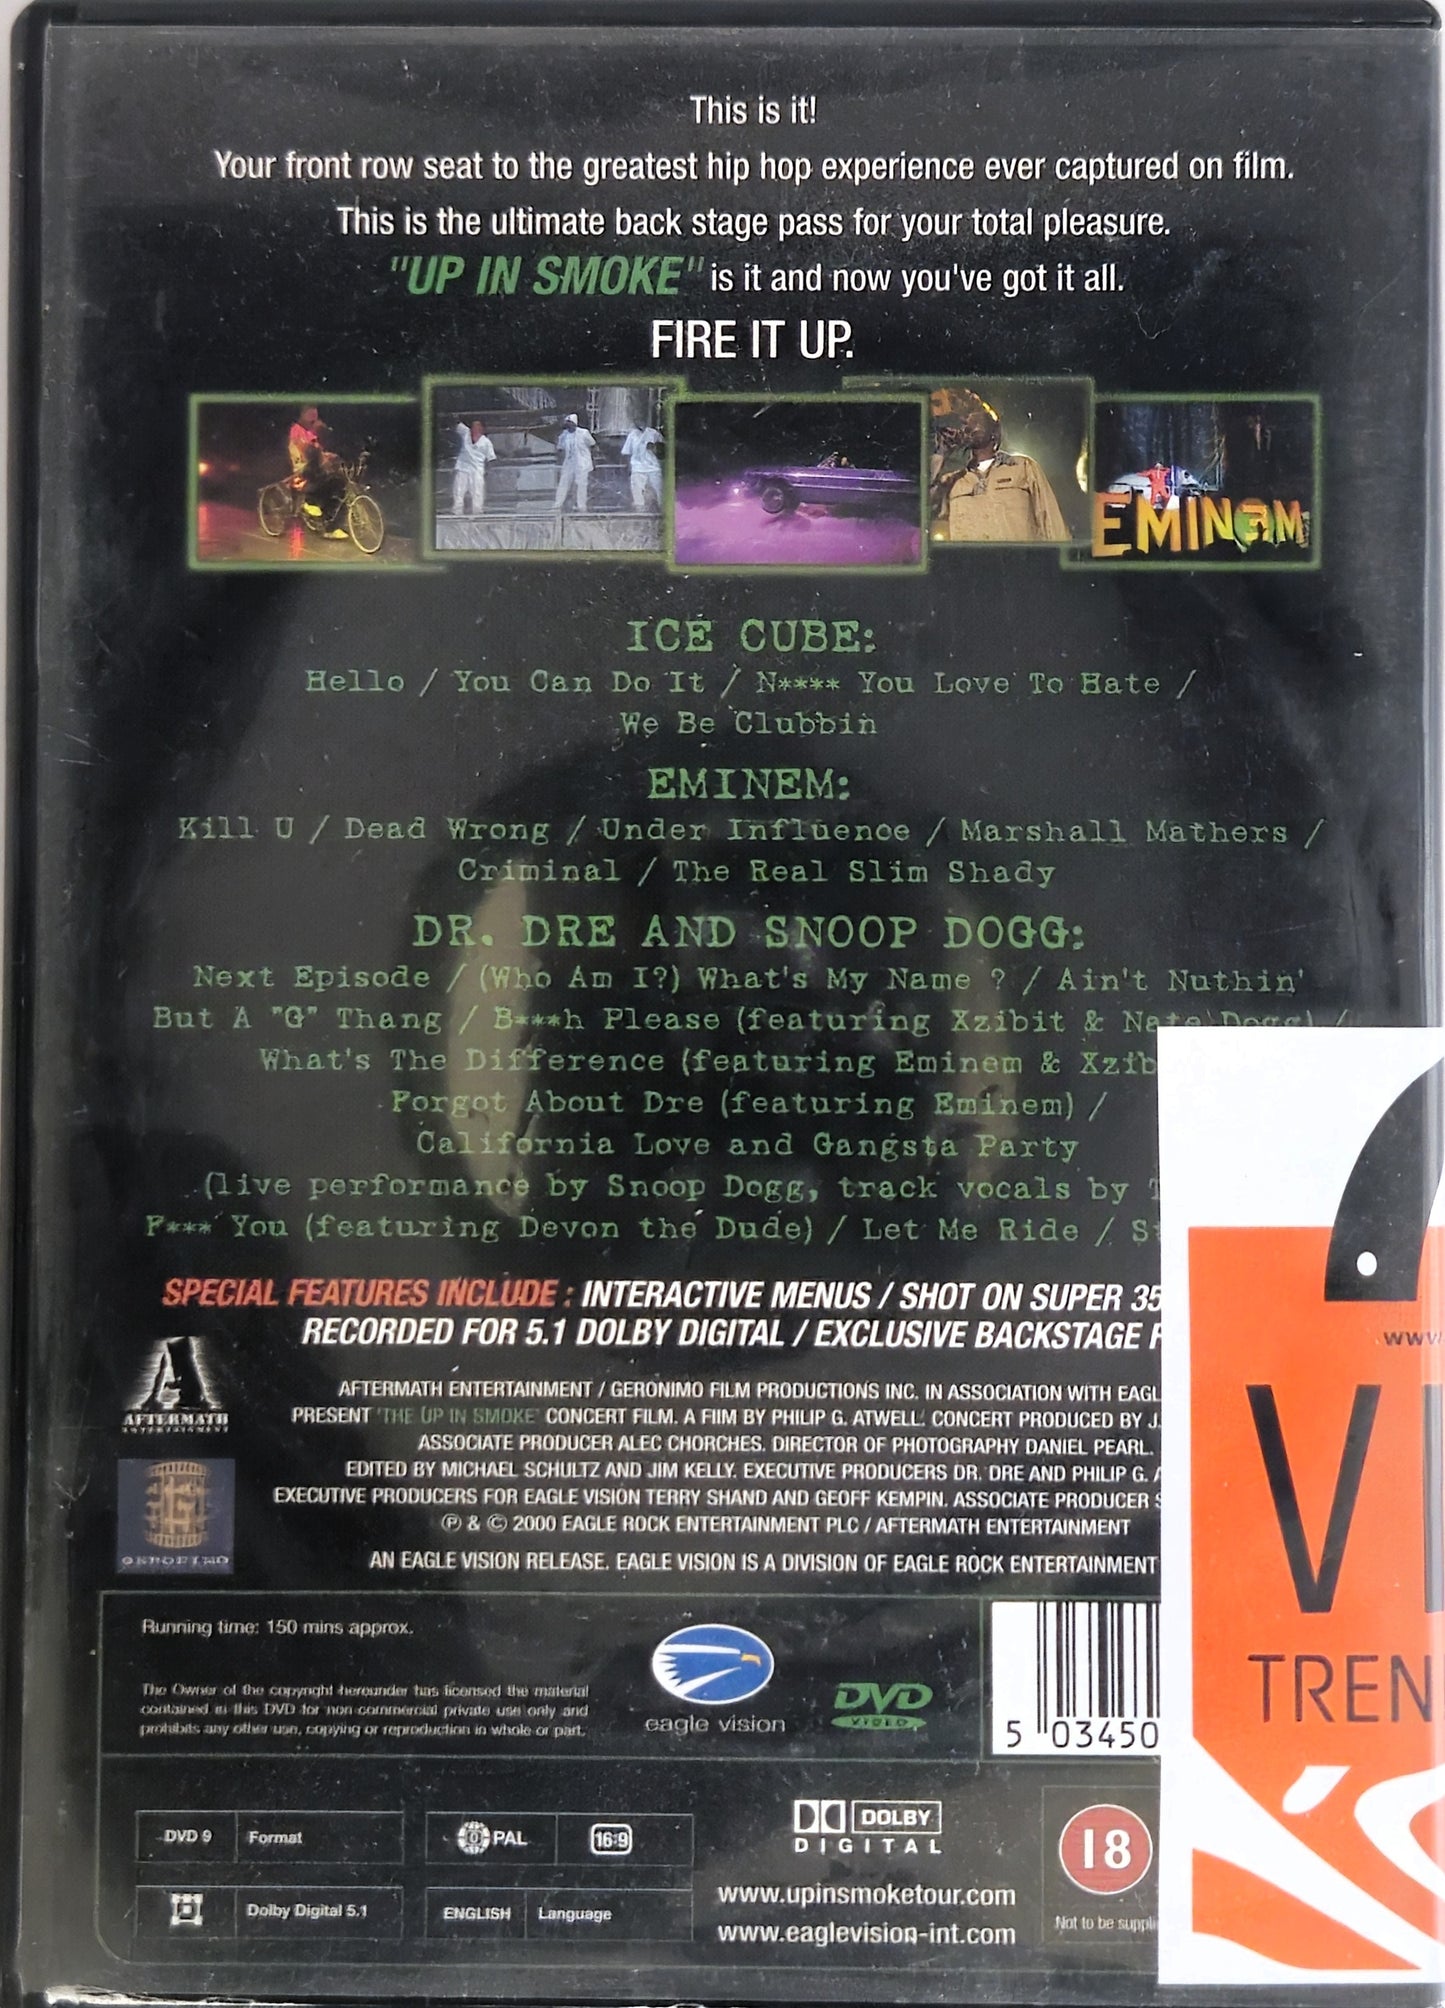 This is it!
Your front row seat to the greatest hip hop experience ever captured on film.
This is the ultimate back stage pass for your total pleasure.
"UP IN SMOKE" is it and now you've got it all.
FIRE IT UP.
EMINEM
ICE CUBE:
Hello / You Can Do It / N**** You Love To Hate /
We Be Clubbin
EMINEM:
Kill U / Dead Wrong / Under Influence / Marshall Mathers /
Criminal / The Real Slim Shady
DR. DRE AND SNOOP DOGG:
Next Episode / (Who Am I?) What's My Name ? / Ain't Nuthin'
But A "G" Thang / B***h Please (featuring Xzibit & Nate Dogg) /
What's The Difference (featuring Eminem & Xzib
Forgot About Dre (featuring Eminem) /
California Love and Gangsta Party
(live performance by Snoop Dogg, track vocals by
F*** You (featuring Devon the Dude) / Let Me Ride /
SPECIAL FEATURES INCLUDE : INTERACTIVE MENUS / SHOT ON SUPER 35
RECORDED FOR 5.1 DOLBY DIGITAL / EXCLUSIVE BACKSTAGE
AFTERMATH
ENTERTAINMENT
AFTERMATH ENTERTAINMENT / GERONIMO FILM PRODUCTIONS INC. IN ASSOCIATION WITH EAGL
PRESENT 'THE UP IN SMOKE' CONCERT FILM. A FIIM BY PHILIP G. ATWELL. CONCERT PRODUCED BY J.
ASSOCIATE PRODUCER ALEC CHORCHES. DIRECTOR OF PHOTOGRAPHY DANIEL PEARL.
EDITED BY MICHAEL SCHULTZ AND JIM KELLY. EXECUTIVE PRODUCERS DR. DRE AND PHILIP G.
EXECUTIVE PRODUCERS FOR EAGLE VISION TERRY SHAND AND GEOFF KEMPIN. ASSOCIATE PRODUCER
℗ & © 2000 EAGLE ROCK ENTERTAINMENT PLC / AFTERMATH ENTERTAINMENT
AN EAGLE VISION RELEASE. EAGLE VISION IS A DIVISION OF EAGLE ROCK ENTERTAINMENT
Running time: 150 mins approx.
The Owner of the copyright hereunder has licensed the material
contained in this DVD for non-commercial private use only and
prohibits any other use, copying or reproduction in whole or part.
eagle vision
DVD
VIDEO
5 03450
DVD 9 Format
PAL 16:9
Dolby Digital 5.1
ENGLISH Language
DOLBY
DIGITAL
www.upinsmoketour.com
www.eaglevision-int.com
18
Not to be suppli
www
V
TREN